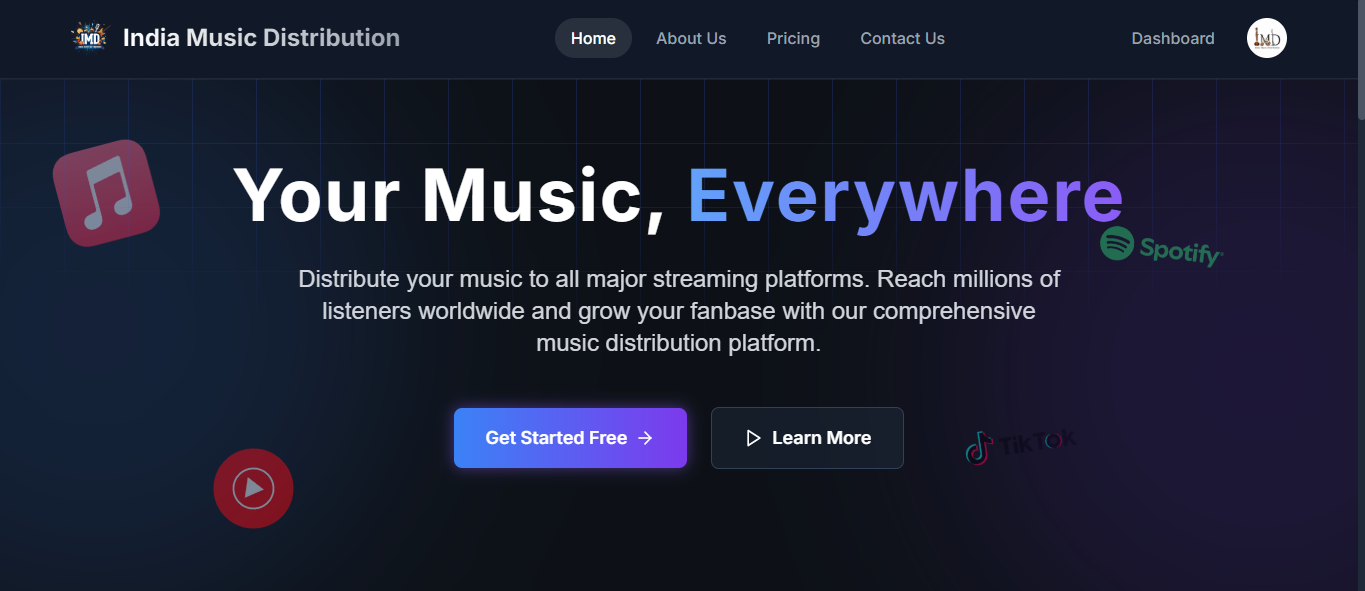 IMD
India Music Distribution
Home
About Us
Pricing
Contact Us
Dashboard
IMD
Your Music, Everywhere
Spotify
Distribute your music to all major streaming platforms. Reach millions of
listeners worldwide and grow your fanbase with our comprehensive
music distribution platform.
Get Started Free →
Learn More
TikTok